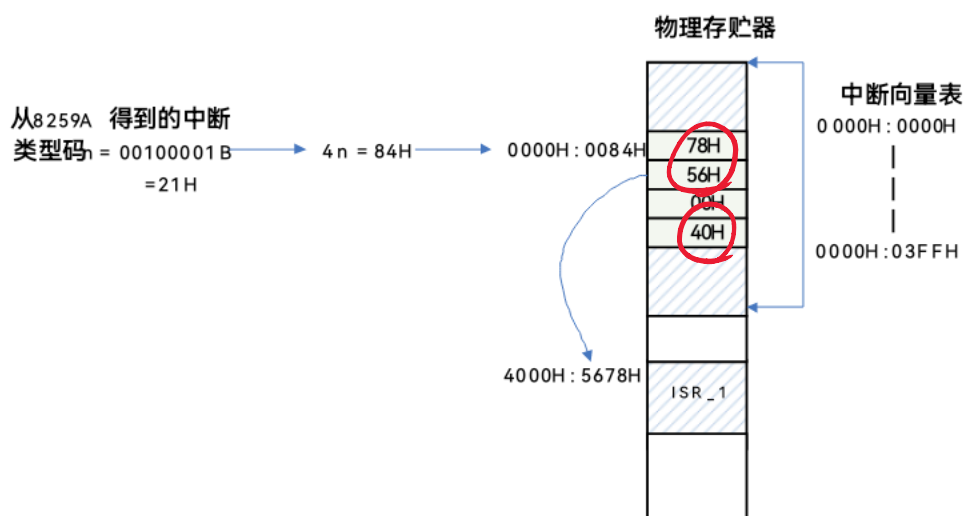 物理存贮器
从8259A 得到的中断
类型码n = 00100001B
=21H
4n = 84H
0000H:0084H
78H
56H
00H
40H
中断向量表
0000H:0000H
0000H:03FFH
4000H:5678H
ISR_1